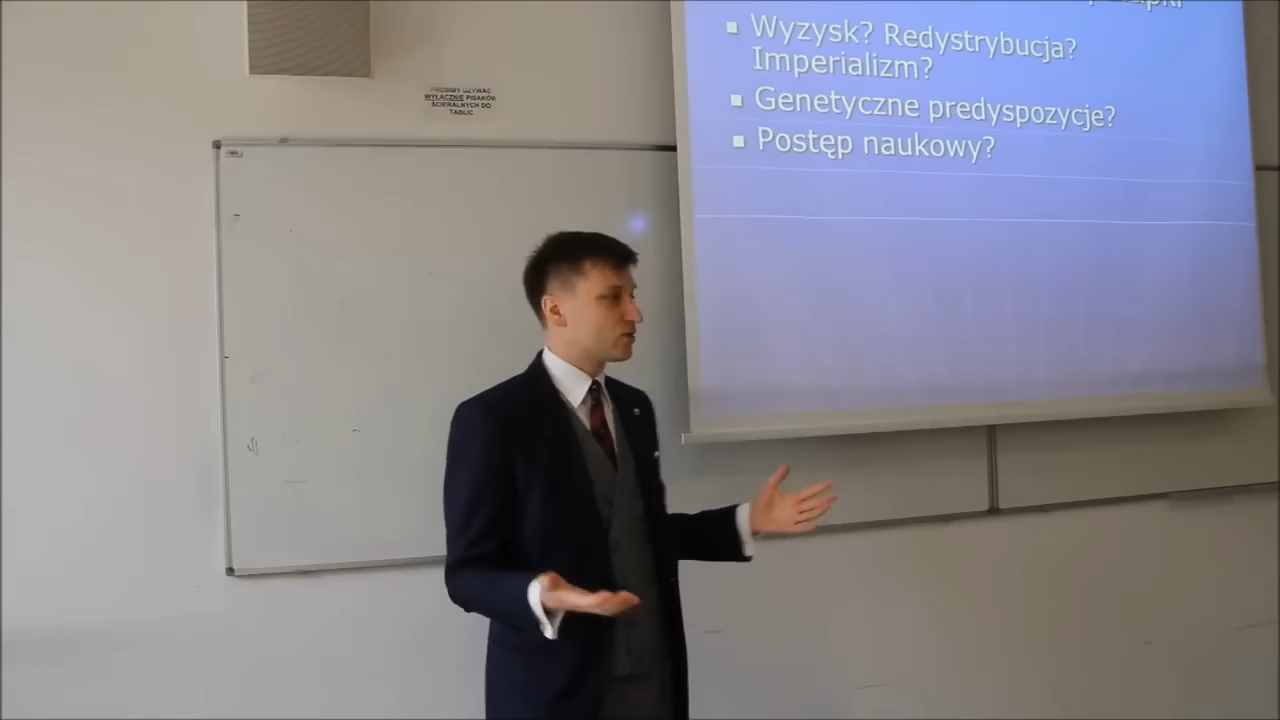 PROSIMY UŻYWAĆ
WYŁĄCZNIE PISAKÓW
ŚCIERALNYCH DO
TABLIC
Wyzysk? Redystrybucja?
Imperializm?
Genetyczne predyspozycje?
Postęp naukowy?